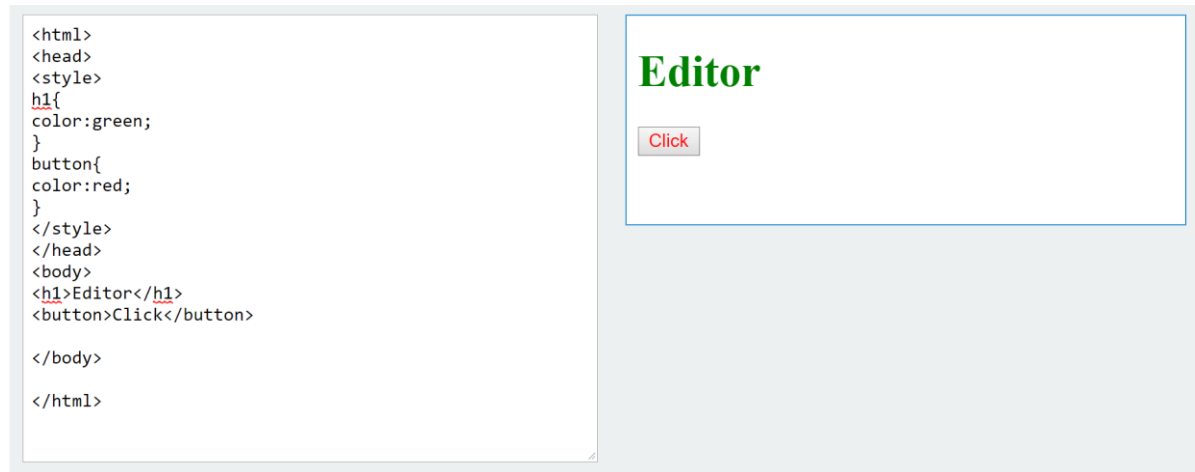 <html>
<head>
<style>
h1{
color:green;
}
button{
color:red;
}
</style>
</head>
<body>
<h1>Editor</h1>
<button>Click</button>
</body>
</html>
Editor
Click